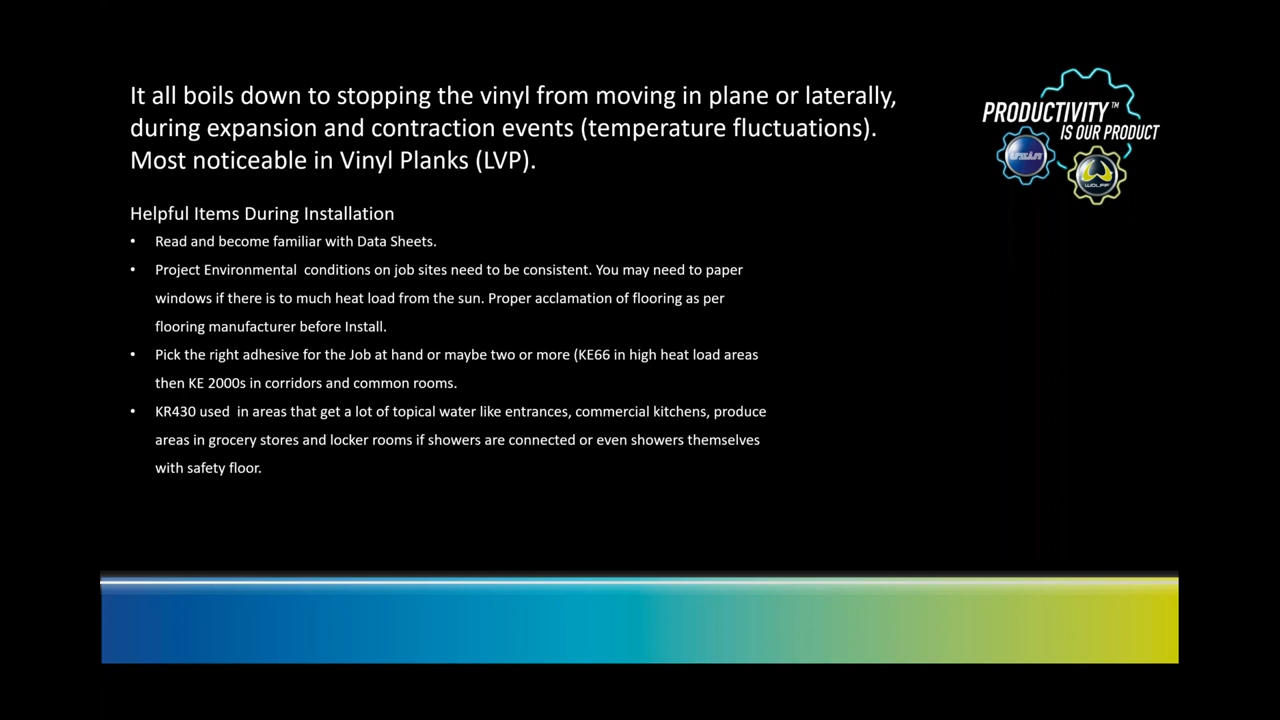 It all boils down to stopping the vinyl from moving in plane or laterally,
during expansion and contraction events (temperature fluctuations).
Most noticeable in Vinyl Planks (LVP).
PRODUCTIVITY™
IS OUR PRODUCT
UZIN
WOLFF
Helpful Items During Installation
• Read and become familiar with Data Sheets.
• Project Environmental  conditions on job sites need to be consistent. You may need to paper
windows if there is to much heat load from the sun. Proper acclamation of flooring as per
flooring manufacturer before Install.
• Pick the right adhesive for the Job at hand or maybe two or more (KE66 in high heat load areas
then KE 2000s in corridors and common rooms.
• KR430 used  in areas that get a lot of topical water like entrances, commercial kitchens, produce
areas in grocery stores and locker rooms if showers are connected or even showers themselves
with safety floor.